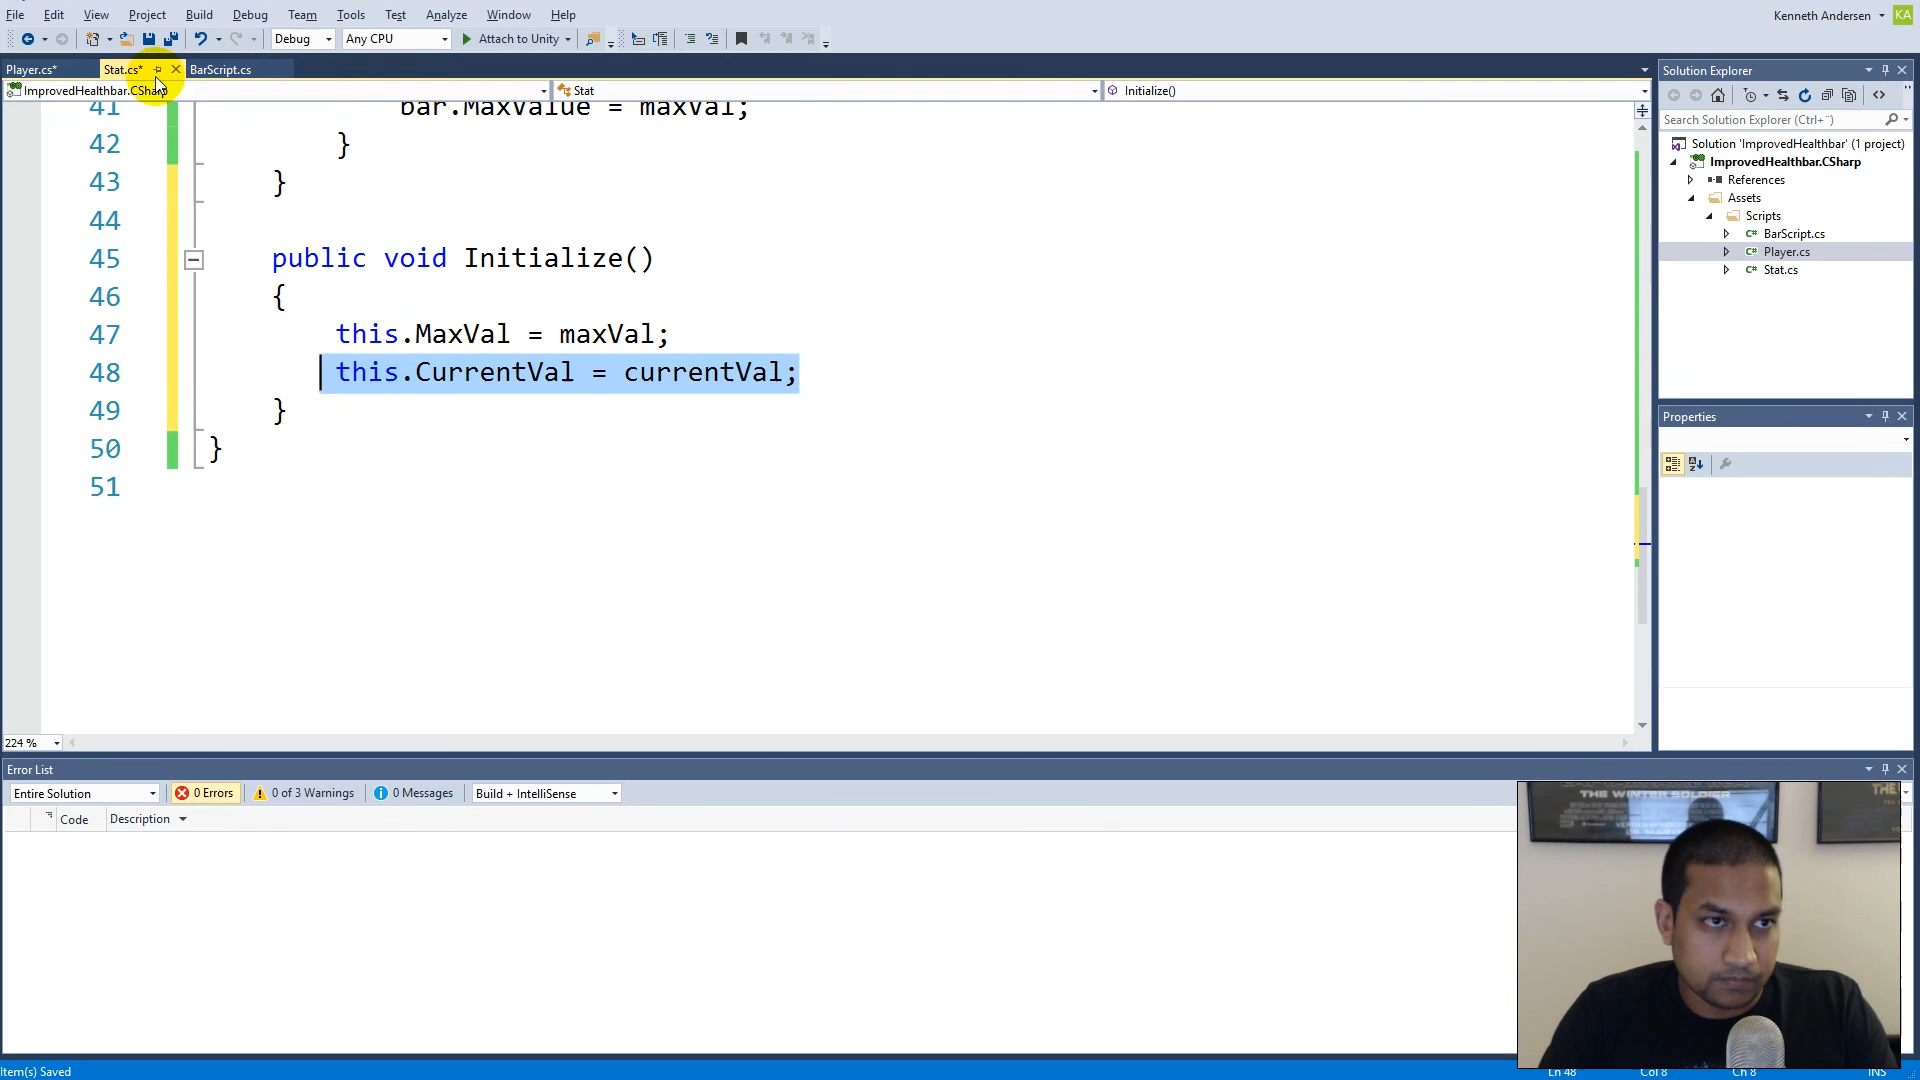 File Edit View Project Build Debug Team Tools Test Analyze Window Help
Kenneth Andersen KA
Debug Any CPU Attach to Unity
Player.cs* Stat.cs* BarScript.cs
ImprovedHealthbar.CSharp Stat Initialize()
41 bar.MaxValue = maxVal;
42 }
43 }
44
45 public void Initialize()
46 {
47 this.MaxVal = maxVal;
48 this.CurrentVal = currentVal;
49 }
50 }
51
224 %
Solution Explorer
Search Solution Explorer (Ctrl+¨)
Solution 'ImprovedHealthbar' (1 project)
ImprovedHealthbar.CSharp
References
Assets
Scripts
C# BarScript.cs
C# Player.cs
C# Stat.cs
Properties
Error List
Entire Solution 0 Errors 0 of 3 Warnings 0 Messages Build + IntelliSense
Code Description
THE WINTER SOLDIER
THE
Item(s) Saved Ln 48 Col 8 Ch 8 INS